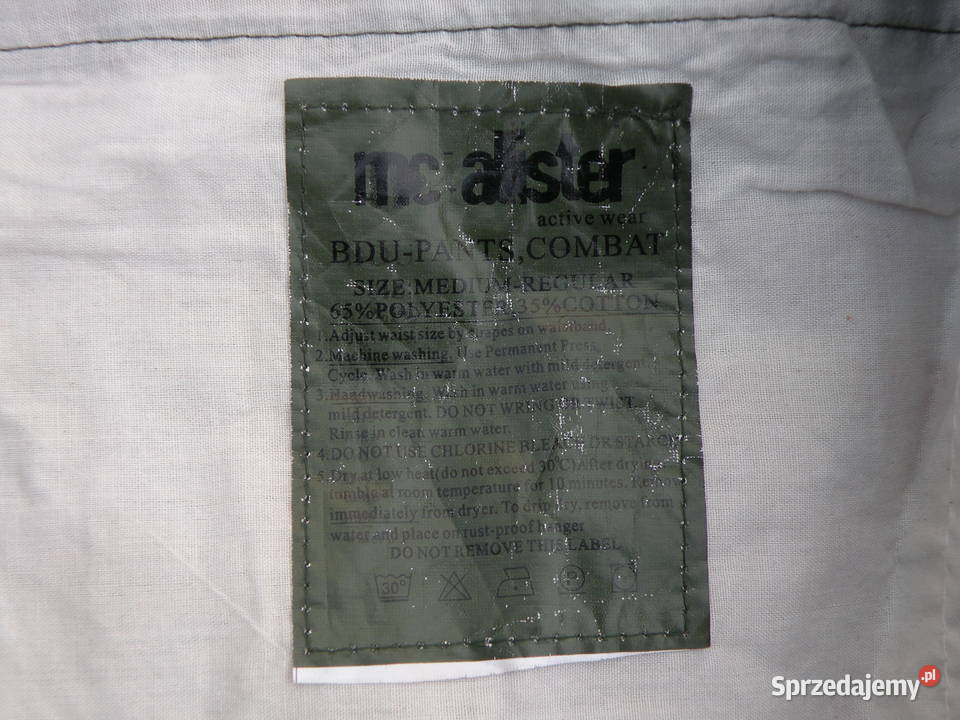 mc-alister
active wear
BDU-PANTS,COMBAT
SIZE:MEDIUM-REGULAR
65%POLYESTER 35%COTTON
1.Adjust waist size by strapes on waistband.
2.Machine washing. Use Permanent Press
Cycle. Wash in warm water with mild detergent.
3.Handwashing. Wash in warm water using
mild detergent. DO NOT WRING OR TWIST.
Rinse in clean warm water.
4.DO NOT USE CHLORINE BLEACH OR STARCH
5.Dry at low heat(do not exceed 30°C)After drying,
tumble at room temperature for 10 minutes. Remove
immediately from dryer. To drip dry, remove from
water and place on rust-proof hanger
DO NOT REMOVE THIS LABEL
30°
Sprzedajemy.pl